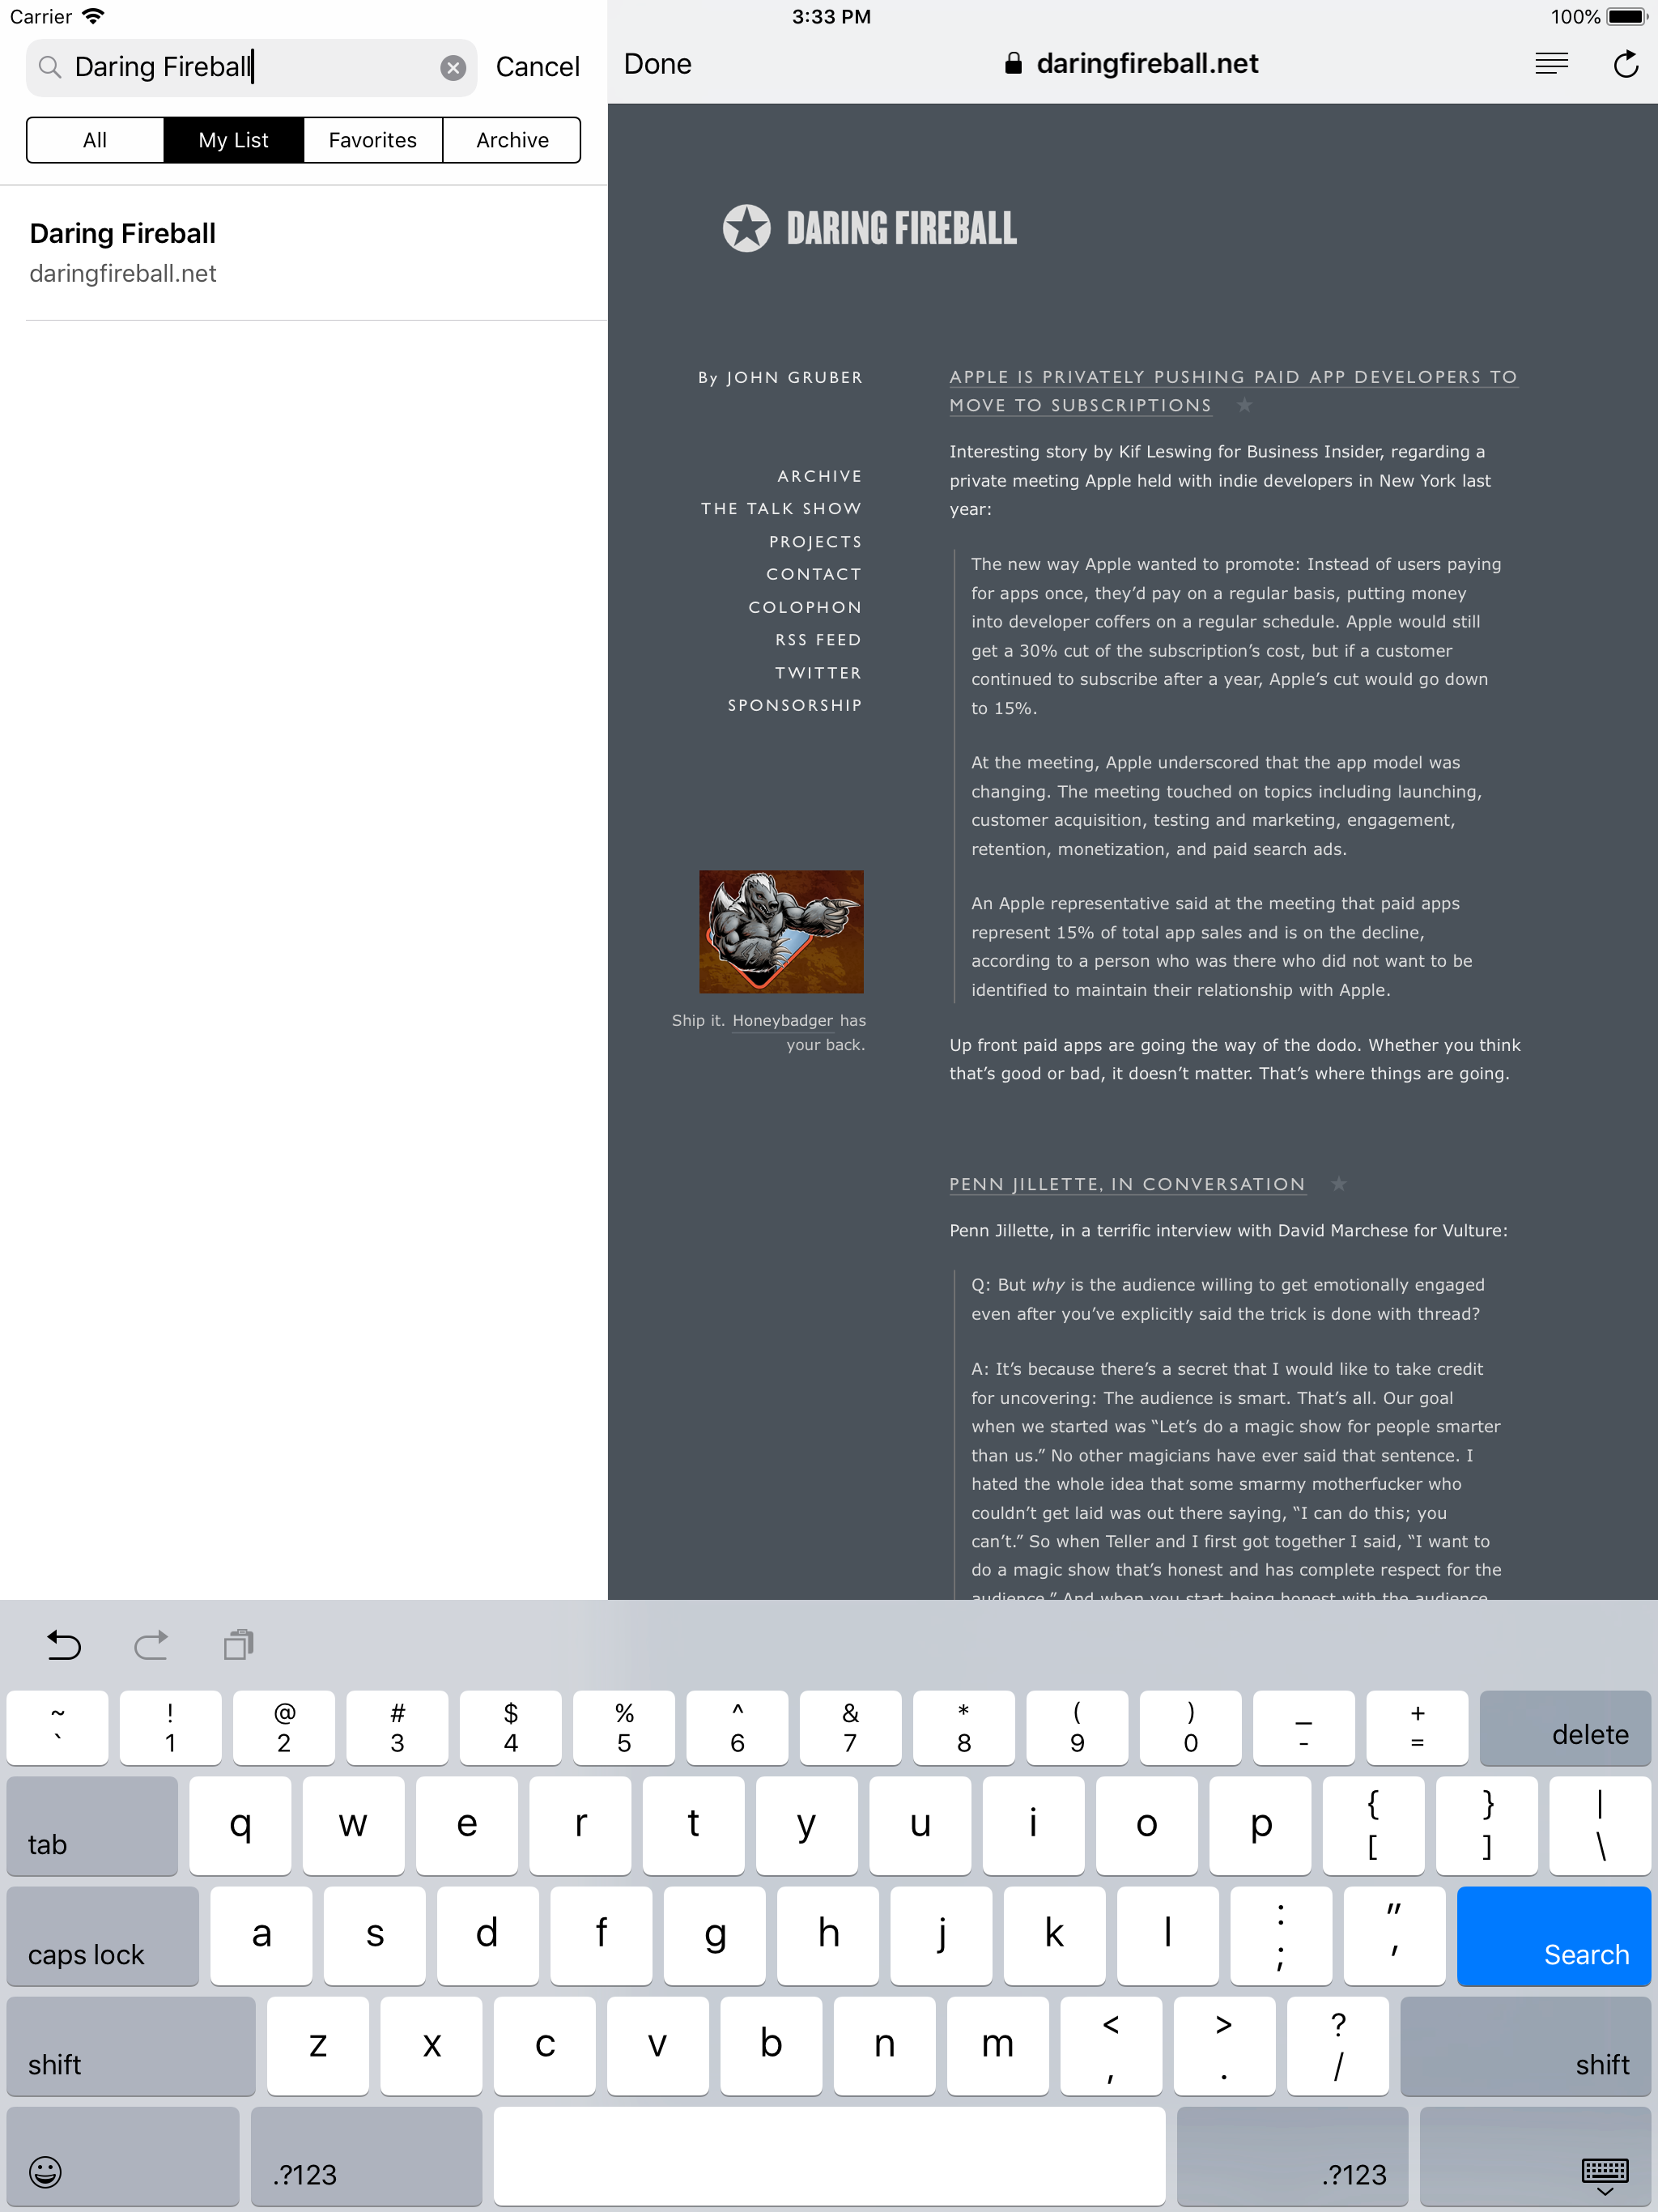 Carrier
3:33 PM
100%
Daring Fireball
Cancel
All
My List
Favorites
Archive
Daring Fireball
daringfireball.net
Done
daringfireball.net
DARING FIREBALL
By JOHN GRUBER
ARCHIVE
THE TALK SHOW
PROJECTS
CONTACT
COLOPHON
RSS FEED
TWITTER
SPONSORSHIP
Ship it. Honeybadger has
your back.
APPLE IS PRIVATELY PUSHING PAID APP DEVELOPERS TO
MOVE TO SUBSCRIPTIONS ★
Interesting story by Kif Leswing for Business Insider, regarding a
private meeting Apple held with indie developers in New York last
year:
The new way Apple wanted to promote: Instead of users paying
for apps once, they’d pay on a regular basis, putting money
into developer coffers on a regular schedule. Apple would still
get a 30% cut of the subscription’s cost, but if a customer
continued to subscribe after a year, Apple’s cut would go down
to 15%.
At the meeting, Apple underscored that the app model was
changing. The meeting touched on topics including launching,
customer acquisition, testing and marketing, engagement,
retention, monetization, and paid search ads.
An Apple representative said at the meeting that paid apps
represent 15% of total app sales and is on the decline,
according to a person who was there who did not want to be
identified to maintain their relationship with Apple.
Up front paid apps are going the way of the dodo. Whether you think
that’s good or bad, it doesn’t matter. That’s where things are going.
PENN JILLETTE, IN CONVERSATION ★
Penn Jillette, in a terrific interview with David Marchese for Vulture:
Q: But why is the audience willing to get emotionally engaged
even after you’ve explicitly said the trick is done with thread?
A: It’s because there’s a secret that I would like to take credit
for uncovering: The audience is smart. That’s all. Our goal
when we started was “Let’s do a magic show for people smarter
than us.” No other magicians have ever said that sentence. I
hated the whole idea that some smarmy motherfucker who
couldn’t get laid was out there saying, “I can do this; you
can’t.” So when Teller and I first got together I said, “I want to
do a magic show that’s honest and has complete respect for the
audience.” And when you start being honest with the audience
~ ! @ # $ % ^ & * ( ) _ +
` 1 2 3 4 5 6 7 8 9 0 - = delete
tab q w e r t y u i o p { [ } ] | \
caps lock a s d f g h j k l : ; " ' Search
shift z x c v b n m < , > . ? / shift
.?123 .?123